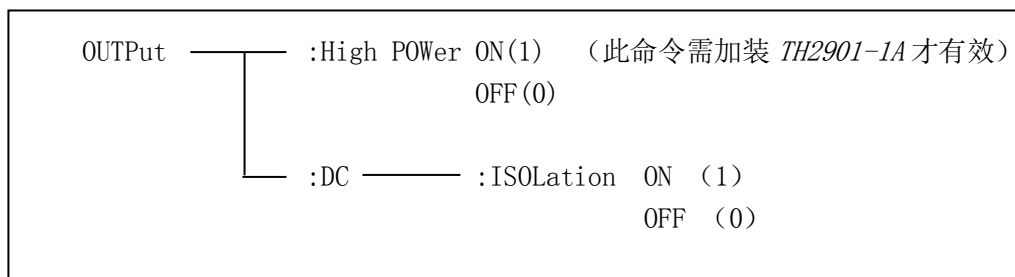 OUTPut :High POWer ON(1) （此命令需加装 TH2901-1A 才有效）
OFF(0)
:DC :ISOLation ON （1）
OFF （0）